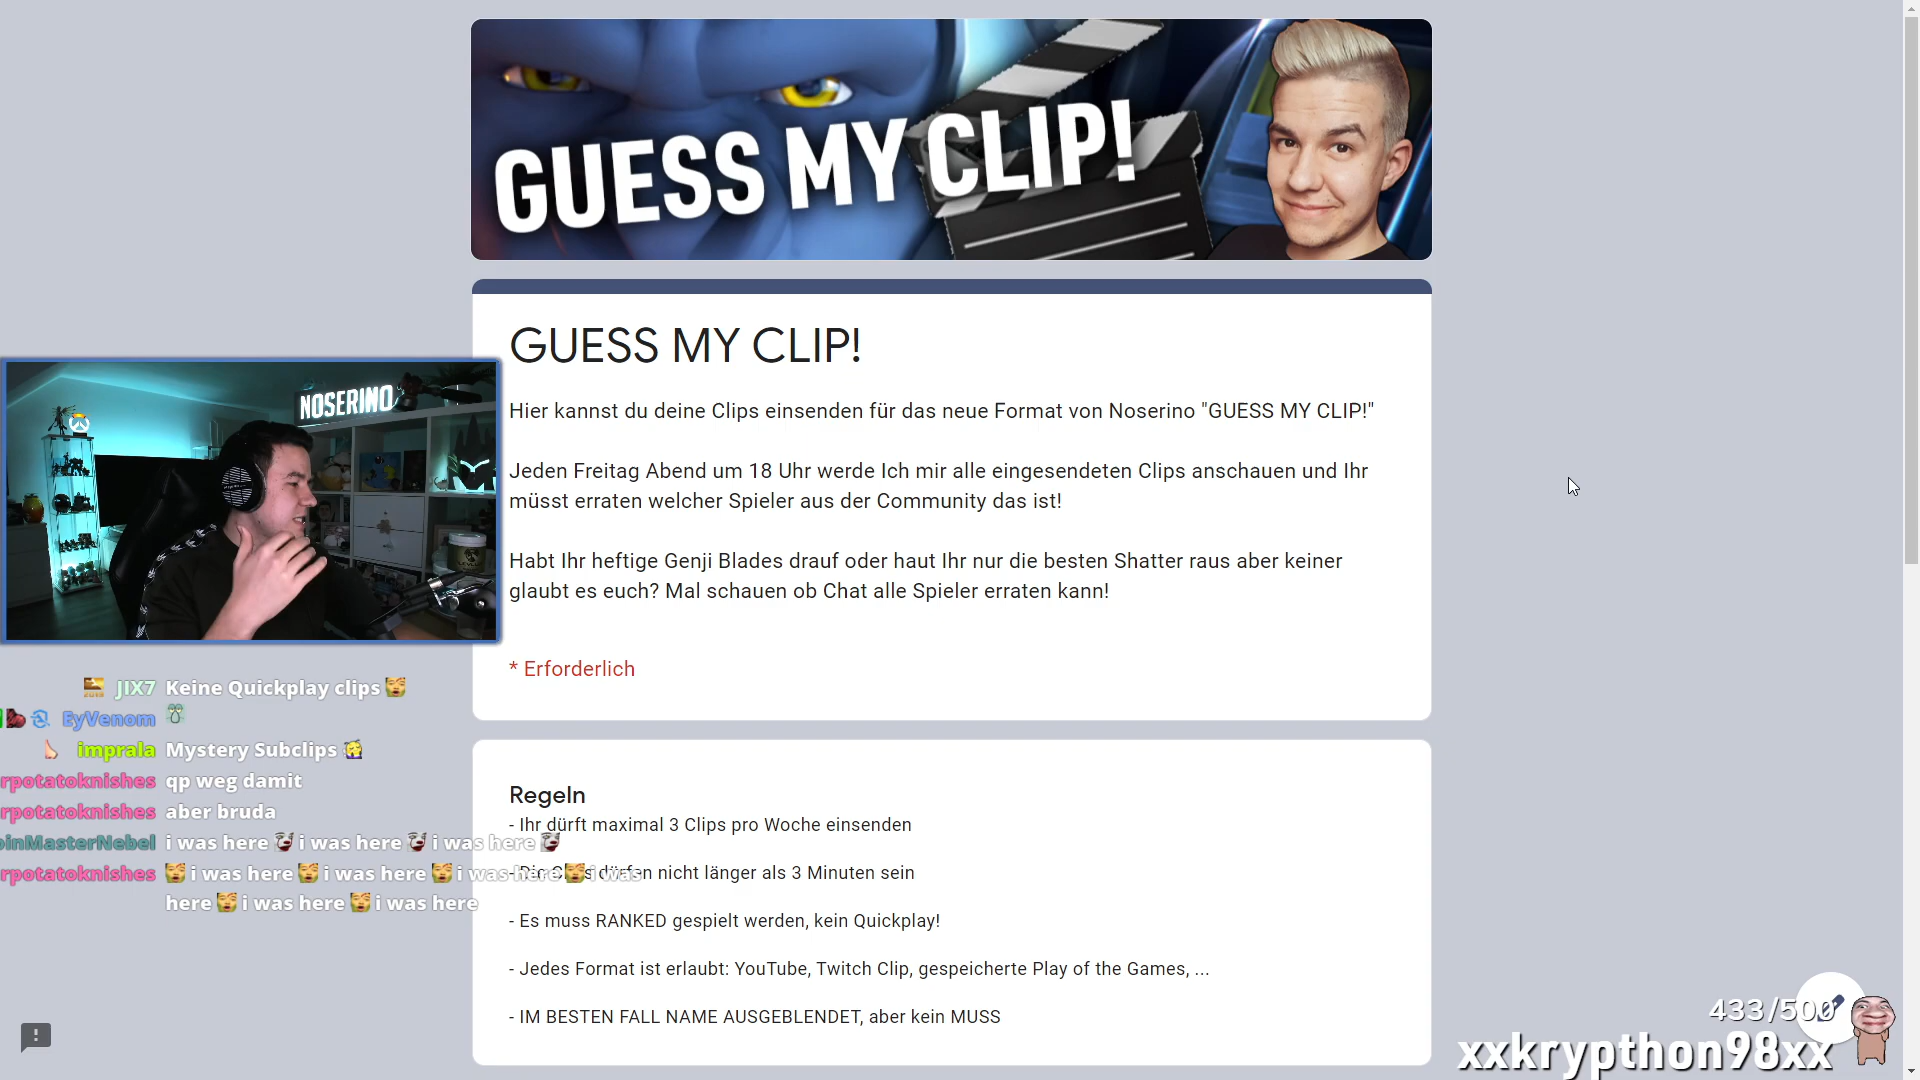 GUESS MY CLIP!
GUESS MY CLIP!
Hier kannst du deine Clips einsenden für das neue Format von Noserino "GUESS MY CLIP!"
Jeden Freitag Abend um 18 Uhr werde Ich mir alle eingesendeten Clips anschauen und Ihr
müsst erraten welcher Spieler aus der Community das ist!
Habt Ihr heftige Genji Blades drauf oder haut Ihr nur die besten Shatter raus aber keiner
glaubt es euch? Mal schauen ob Chat alle Spieler erraten kann!
* Erforderlich
NOSERINO
JIX7 Keine Quickplay clips
EyVenom
imprala Mystery Subclips
rpotatoknishes qp weg damit
rpotatoknishes aber bruda
oinMasterNebel i was here i was here i was here
rpotatoknishes i was here i was here i was here i was
here i was here i was here
Regeln
- Ihr dürft maximal 3 Clips pro Woche einsenden
nicht länger als 3 Minuten sein
- Es muss RANKED gespielt werden, kein Quickplay!
- Jedes Format ist erlaubt: YouTube, Twitch Clip, gespeicherte Play of the Games, ...
- IM BESTEN FALL NAME AUSGEBLENDET, aber kein MUSS
433/500
xxkrypthon98xx